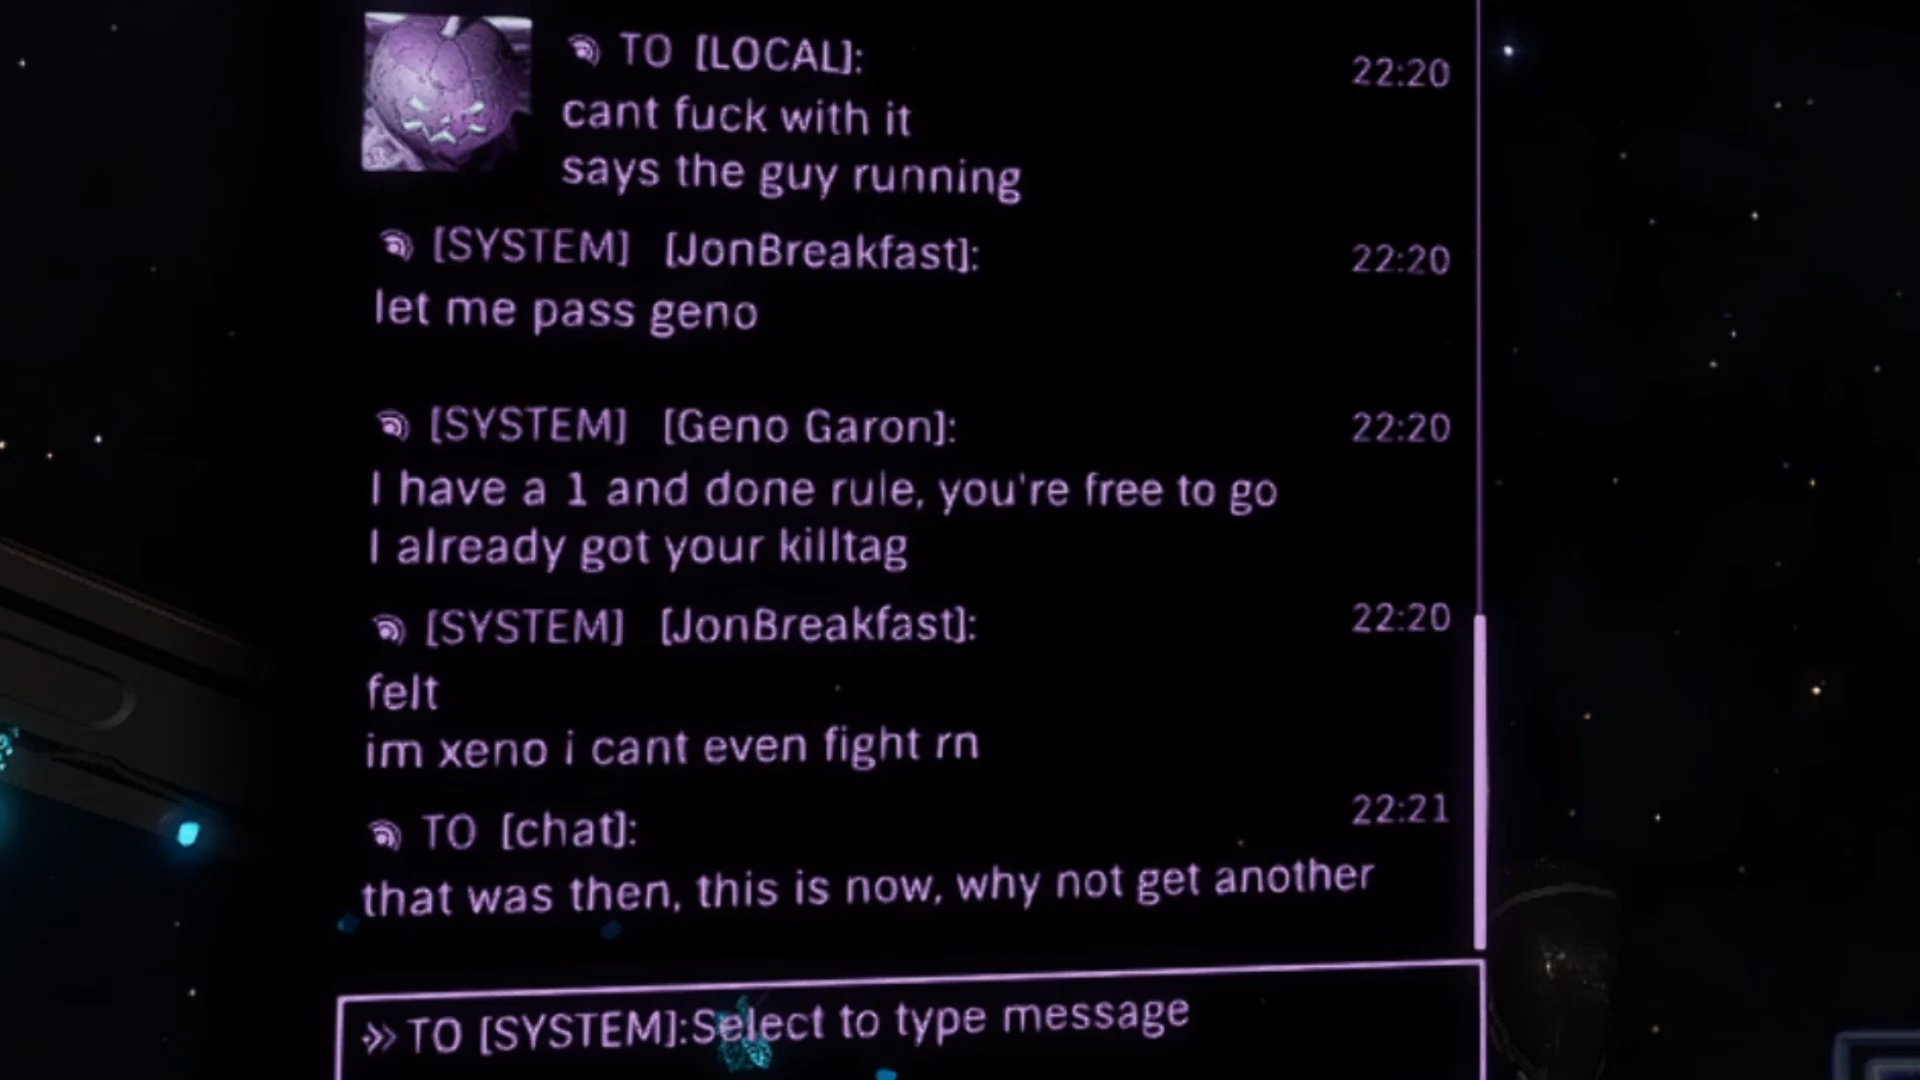 TO [LOCAL]:
22:20
cant fuck with it
says the guy running
[SYSTEM] [JonBreakfast]:
22:20
let me pass geno
[SYSTEM] [Geno Garon]:
22:20
I have a 1 and done rule, you're free to go
I already got your killtag
[SYSTEM] [JonBreakfast]:
22:20
felt
im xeno i cant even fight rn
TO [chat]:
22:21
that was then, this is now, why not get another
TO [SYSTEM]:Select to type message